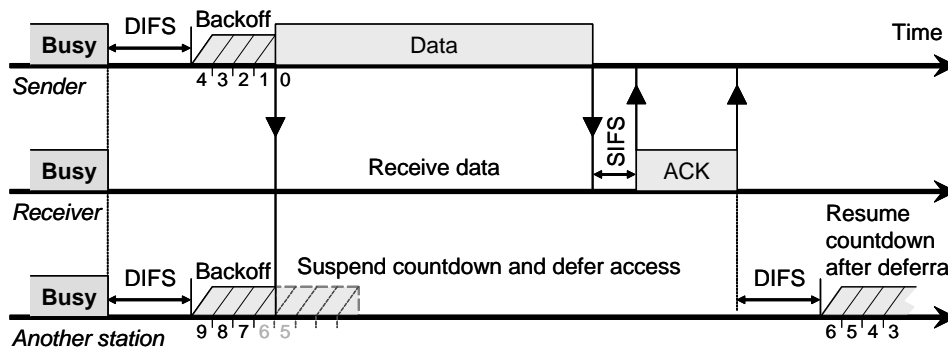 DIFS Backoff Time
Busy Data
4 3 2 1 0
Sender
SIFS
Busy Receive data ACK
Receiver
Resume
countdown
after deferra
DIFS Backoff Suspend countdown and defer access DIFS
Busy
9 8 7 6 5 6 5 4 3
Another station